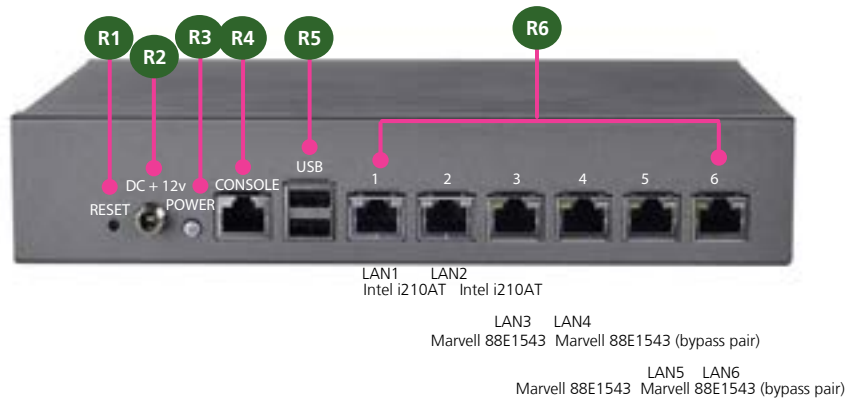 R1 R2 R3 R4 R5 R6
USB
DC + 12v CONSOLE 1 2 3 4 5 6
RESET POWER
LAN1 LAN2
Intel i210AT Intel i210AT
LAN3 LAN4
Marvell 88E1543 Marvell 88E1543 (bypass pair)
LAN5 LAN6
Marvell 88E1543 Marvell 88E1543 (bypass pair)